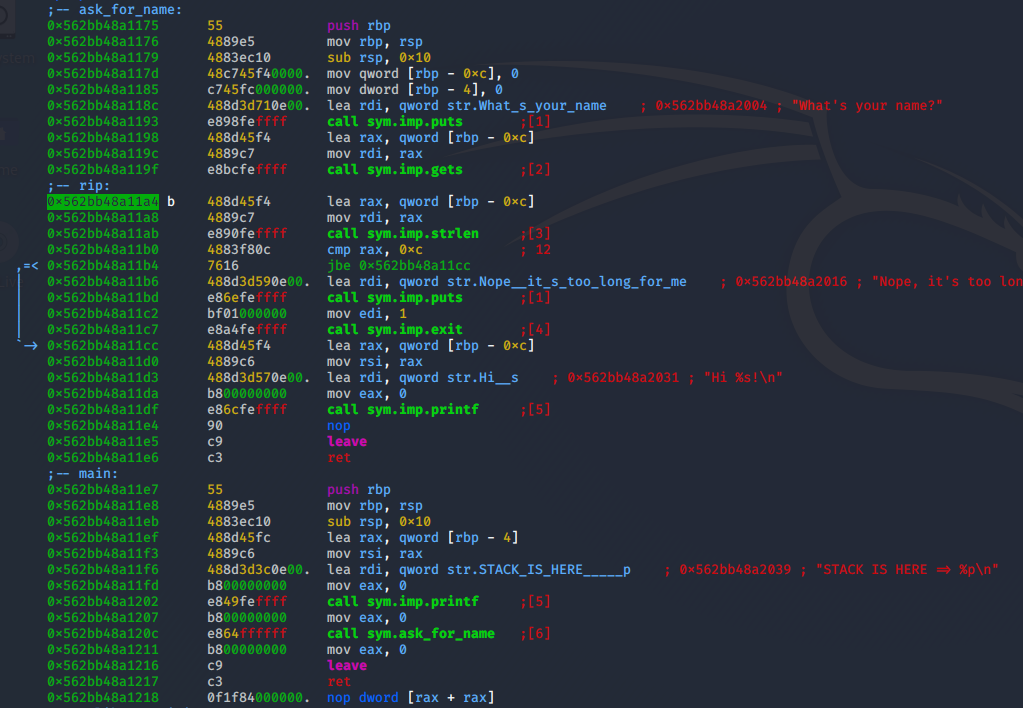 ;-- ask_for_name:
0×562bb48a1175 55 push rbp
0×562bb48a1176 4889e5 mov rbp, rsp
0×562bb48a1179 4883ec10 sub rsp, 0×10
0×562bb48a117d 48c745f40000. mov qword [rbp - 0×c], 0
0×562bb48a1185 c745fc000000. mov dword [rbp - 4], 0
0×562bb48a118c 488d3d710e00. lea rdi, qword str.What_s_your_name ; 0×562bb48a2004 ; "What's your name?"
0×562bb48a1193 e898feffff call sym.imp.puts ;[1]
0×562bb48a1198 488d45f4 lea rax, qword [rbp - 0×c]
0×562bb48a119c 4889c7 mov rdi, rax
0×562bb48a119f e8bcfeffff call sym.imp.gets ;[2]
;-- rip:
0×562bb48a11a4 b 488d45f4 lea rax, qword [rbp - 0×c]
0×562bb48a11a8 4889c7 mov rdi, rax
0×562bb48a11ab e890feffff call sym.imp.strlen ;[3]
0×562bb48a11b0 4883f80c cmp rax, 0×c ; 12
,=< 0×562bb48a11b4 7616 jbe 0×562bb48a11cc
0×562bb48a11b6 488d3d590e00. lea rdi, qword str.Nope__it_s_too_long_for_me ; 0×562bb48a2016 ; "Nope, it's too lon
0×562bb48a11bd e86efeffff call sym.imp.puts ;[1]
0×562bb48a11c2 bf01000000 mov edi, 1
0×562bb48a11c7 e8a4feffff call sym.imp.exit ;[4]
`-> 0×562bb48a11cc 488d45f4 lea rax, qword [rbp - 0×c]
0×562bb48a11d0 4889c6 mov rsi, rax
0×562bb48a11d3 488d3d570e00. lea rdi, qword str.Hi__s ; 0×562bb48a2031 ; "Hi %s!\n"
0×562bb48a11da b800000000 mov eax, 0
0×562bb48a11df e86cfeffff call sym.imp.printf ;[5]
0×562bb48a11e4 90 nop
0×562bb48a11e5 c9 leave
0×562bb48a11e6 c3 ret
;-- main:
0×562bb48a11e7 55 push rbp
0×562bb48a11e8 4889e5 mov rbp, rsp
0×562bb48a11eb 4883ec10 sub rsp, 0×10
0×562bb48a11ef 488d45fc lea rax, qword [rbp - 4]
0×562bb48a11f3 4889c6 mov rsi, rax
0×562bb48a11f6 488d3d3c0e00. lea rdi, qword str.STACK_IS_HERE_____p ; 0×562bb48a2039 ; "STACK IS HERE => %p\n"
0×562bb48a11fd b800000000 mov eax, 0
0×562bb48a1202 e849feffff call sym.imp.printf ;[5]
0×562bb48a1207 b800000000 mov eax, 0
0×562bb48a120c e864ffffff call sym.ask_for_name ;[6]
0×562bb48a1211 b800000000 mov eax, 0
0×562bb48a1216 c9 leave
0×562bb48a1217 c3 ret
0×562bb48a1218 0f1f84000000. nop dword [rax + rax]